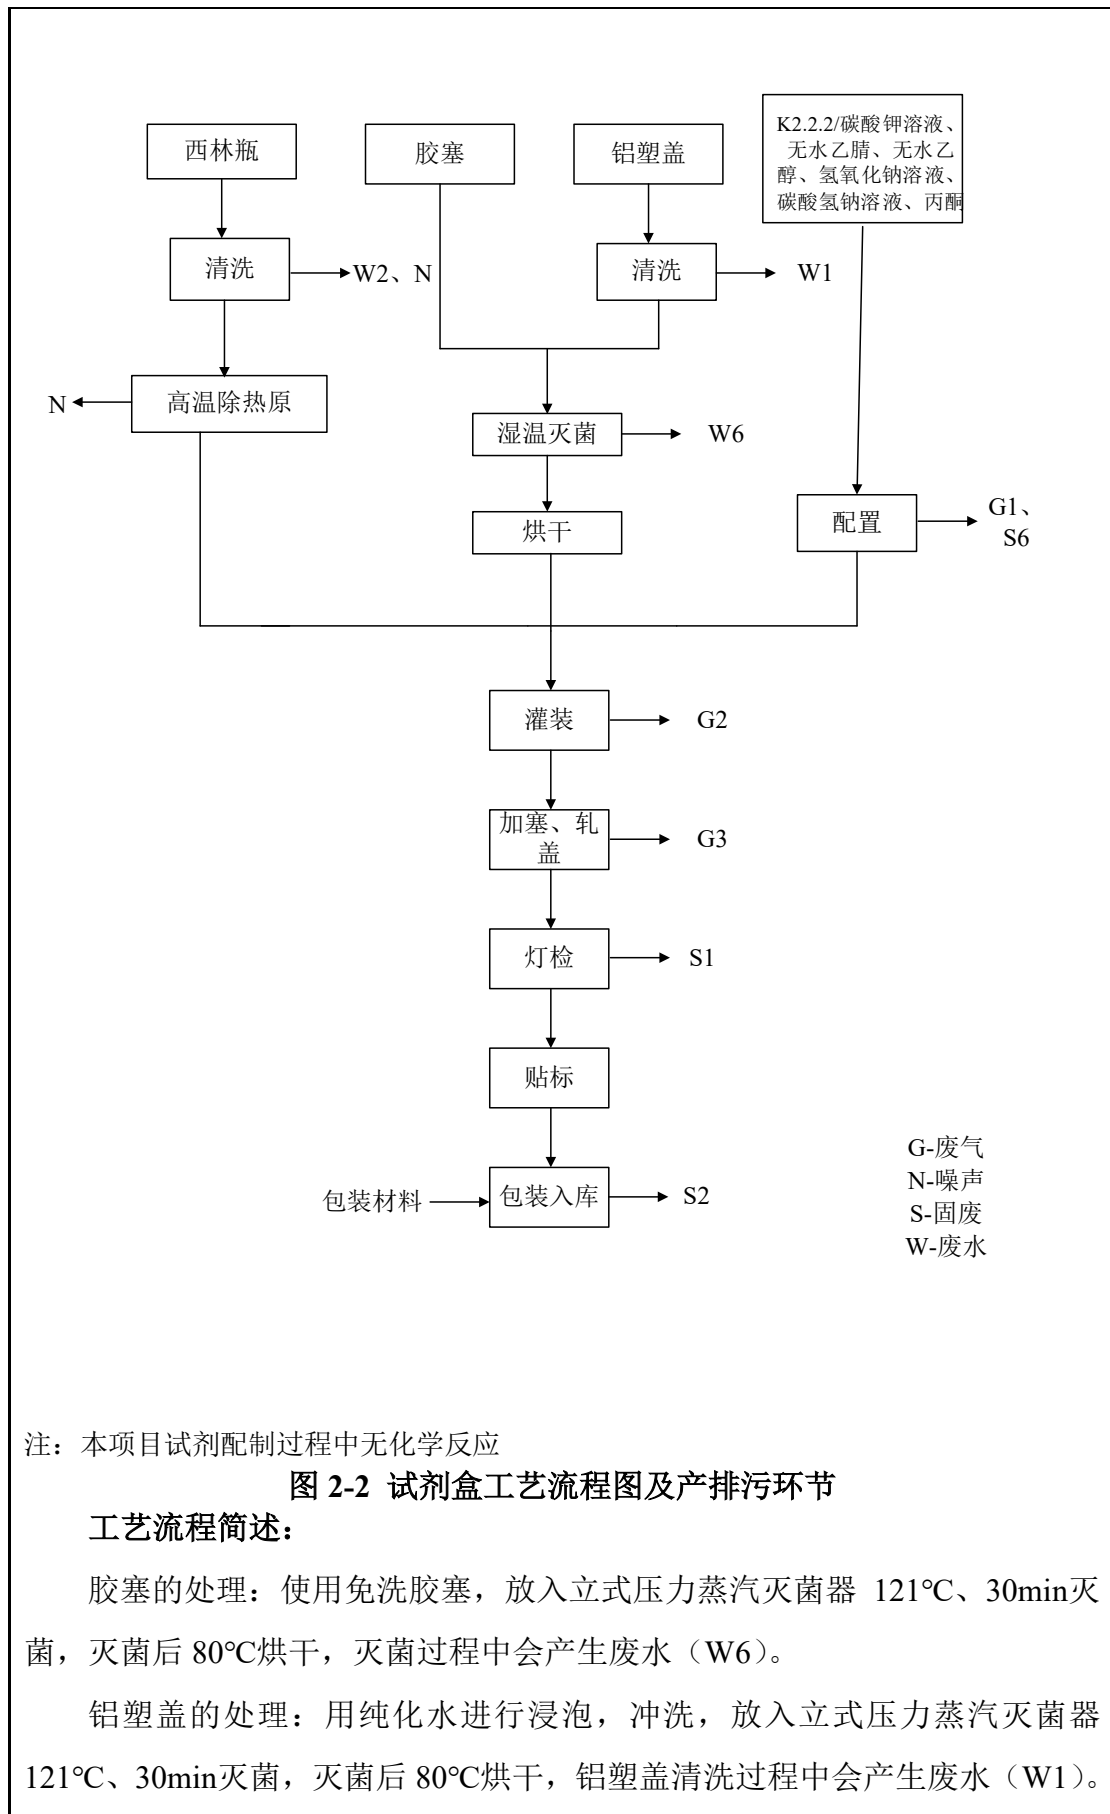 西林瓶
胶塞
铝塑盖
K2.2.2/碳酸钾溶液、
无水乙腈、无水乙
醇、氢氧化钠溶液、
碳酸氢钠溶液、丙酮
清洗
W2、N
清洗
W1
N
高温除热原
湿温灭菌
W6
烘干
配置
G1、
S6
灌装
G2
加塞、轧
盖
G3
灯检
S1
贴标
包装材料
包装入库
S2
G-废气
N-噪声
S-固废
W-废水
注：本项目试剂配制过程中无化学反应
图 2-2 试剂盒工艺流程图及产排污环节
工艺流程简述：
胶塞的处理：使用免洗胶塞，放入立式压力蒸汽灭菌器 121℃、30min灭
菌，灭菌后 80℃烘干，灭菌过程中会产生废水（W6）。
铝塑盖的处理：用纯化水进行浸泡，冲洗，放入立式压力蒸汽灭菌器
121℃、30min灭菌，灭菌后 80℃烘干，铝塑盖清洗过程中会产生废水（W1）。